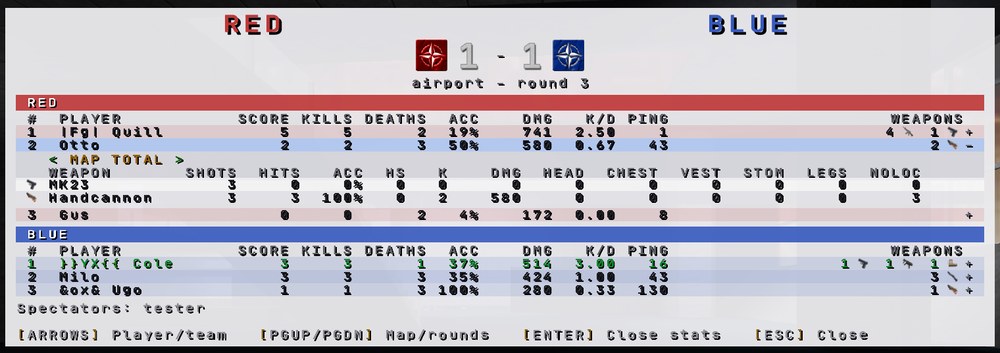 RED BLUE
1 - 1
airport - round 3
RED
# PLAYER SCORE KILLS DEATHS ACC DMG K/D PING WEAPONS
1 |Fg| Quill 5 5 2 19% 741 2.50 1 4 1 +
2 Otto 2 2 3 50% 580 0.67 43 2 -
< MAP TOTAL >
WEAPON SHOTS HITS ACC HS K DMG HEAD CHEST VEST STOM LEGS NOLOC
MK23 3 0 0% 0 0 0 0 0 0 0 0 0
Handcannon 3 3 100% 0 2 580 0 0 0 0 0 3
3 Gus 0 0 2 4% 172 0.00 8 +
BLUE
# PLAYER SCORE KILLS DEATHS ACC DMG K/D PING WEAPONS
1 }}YX{{ Cole 3 3 1 37% 514 3.00 16 1 1 1 +
2 Milo 3 3 3 35% 424 1.00 43 3 +
3 &ox& Ugo 1 1 3 100% 280 0.33 130 1 +
Spectators: tester
[ARROWS] Player/team [PGUP/PGDN] Map/rounds [ENTER] Close stats [ESC] Close